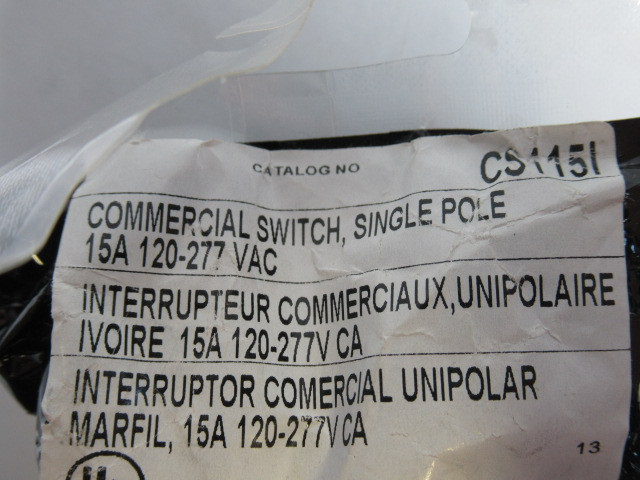 CATALOG NO CS115I
COMMERCIAL SWITCH, SINGLE POLE
15A 120-277 VAC
INTERRUPTEUR COMMERCIAUX,UNIPOLAIRE
IVOIRE 15A 120-277V CA
INTERRUPTOR COMERCIAL UNIPOLAR
MARFIL, 15A 120-277V CA
13